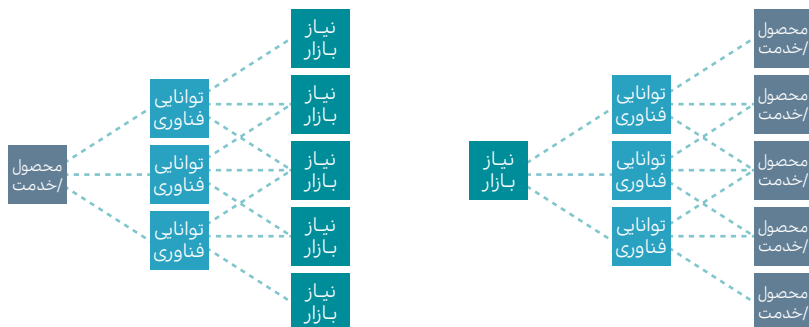 نیاز
بازار
توانایی
فناوری
نیاز
بازار
محصول
/خدمت
توانایی
فناوری
نیاز
بازار
توانایی
فناوری
نیاز
بازار
نیاز
بازار
محصول
/خدمت
توانایی
فناوری
محصول
/خدمت
نیاز
بازار
توانایی
فناوری
محصول
/خدمت
توانایی
فناوری
محصول
/خدمت
محصول
/خدمت